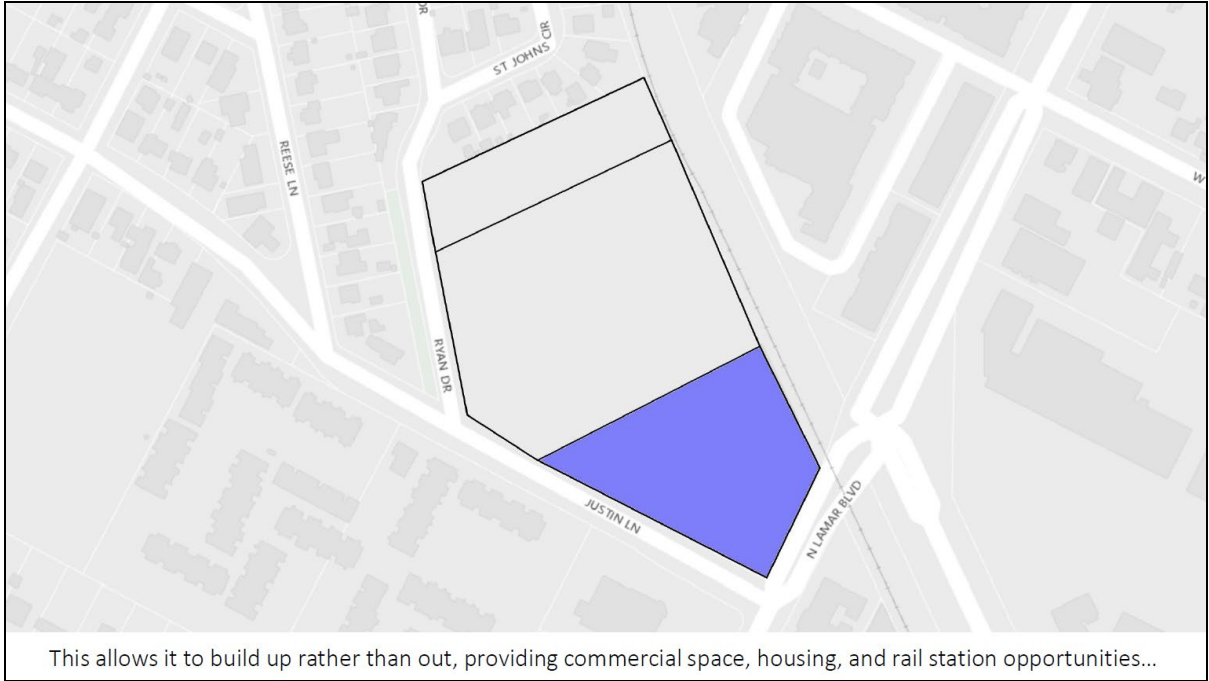 DR
ST JOHNS CIR
REESE LN
W
RYAN DR
JUSTIN LN
N LAMAR BLVD
This allows it to build up rather than out, providing commercial space, housing, and rail station opportunities...